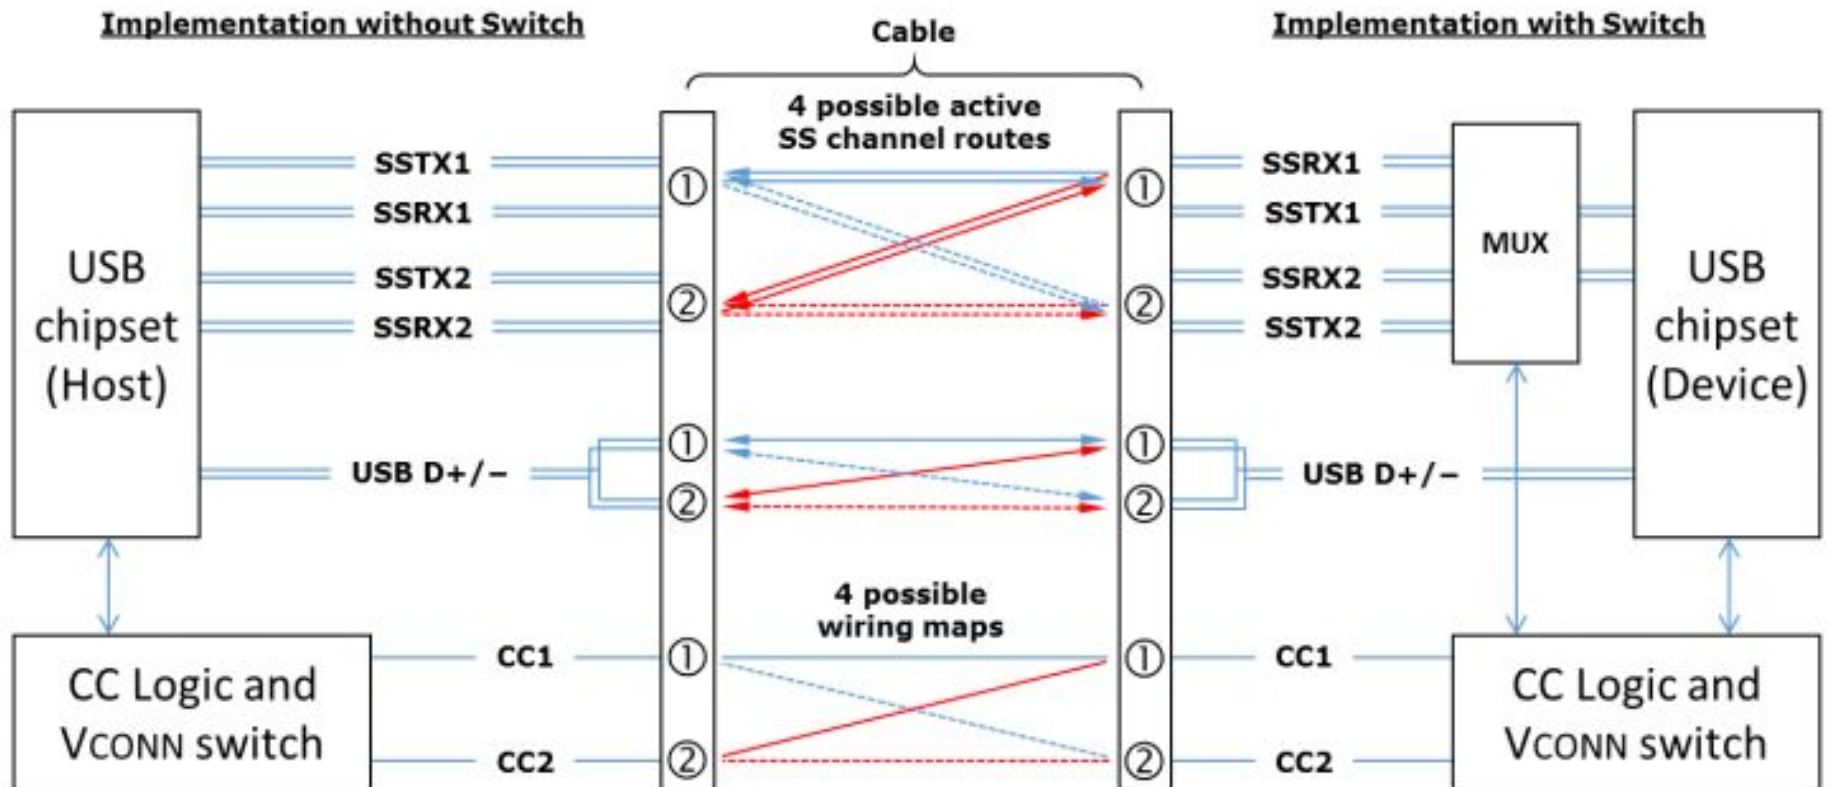 Implementation without Switch
Cable
Implementation with Switch
4 possible active
SS channel routes
USB
chipset
(Host)
SSTX1
SSRX1
SSTX2
SSRX2
USB D+/−
①
②
①
②
①
②
①
②
SSRX1
SSTX1
SSRX2
SSTX2
USB D+/−
MUX
USB
chipset
(Device)
4 possible
wiring maps
CC Logic and
VCONN switch
CC1
CC2
①
②
①
②
CC1
CC2
CC Logic and
VCONN switch